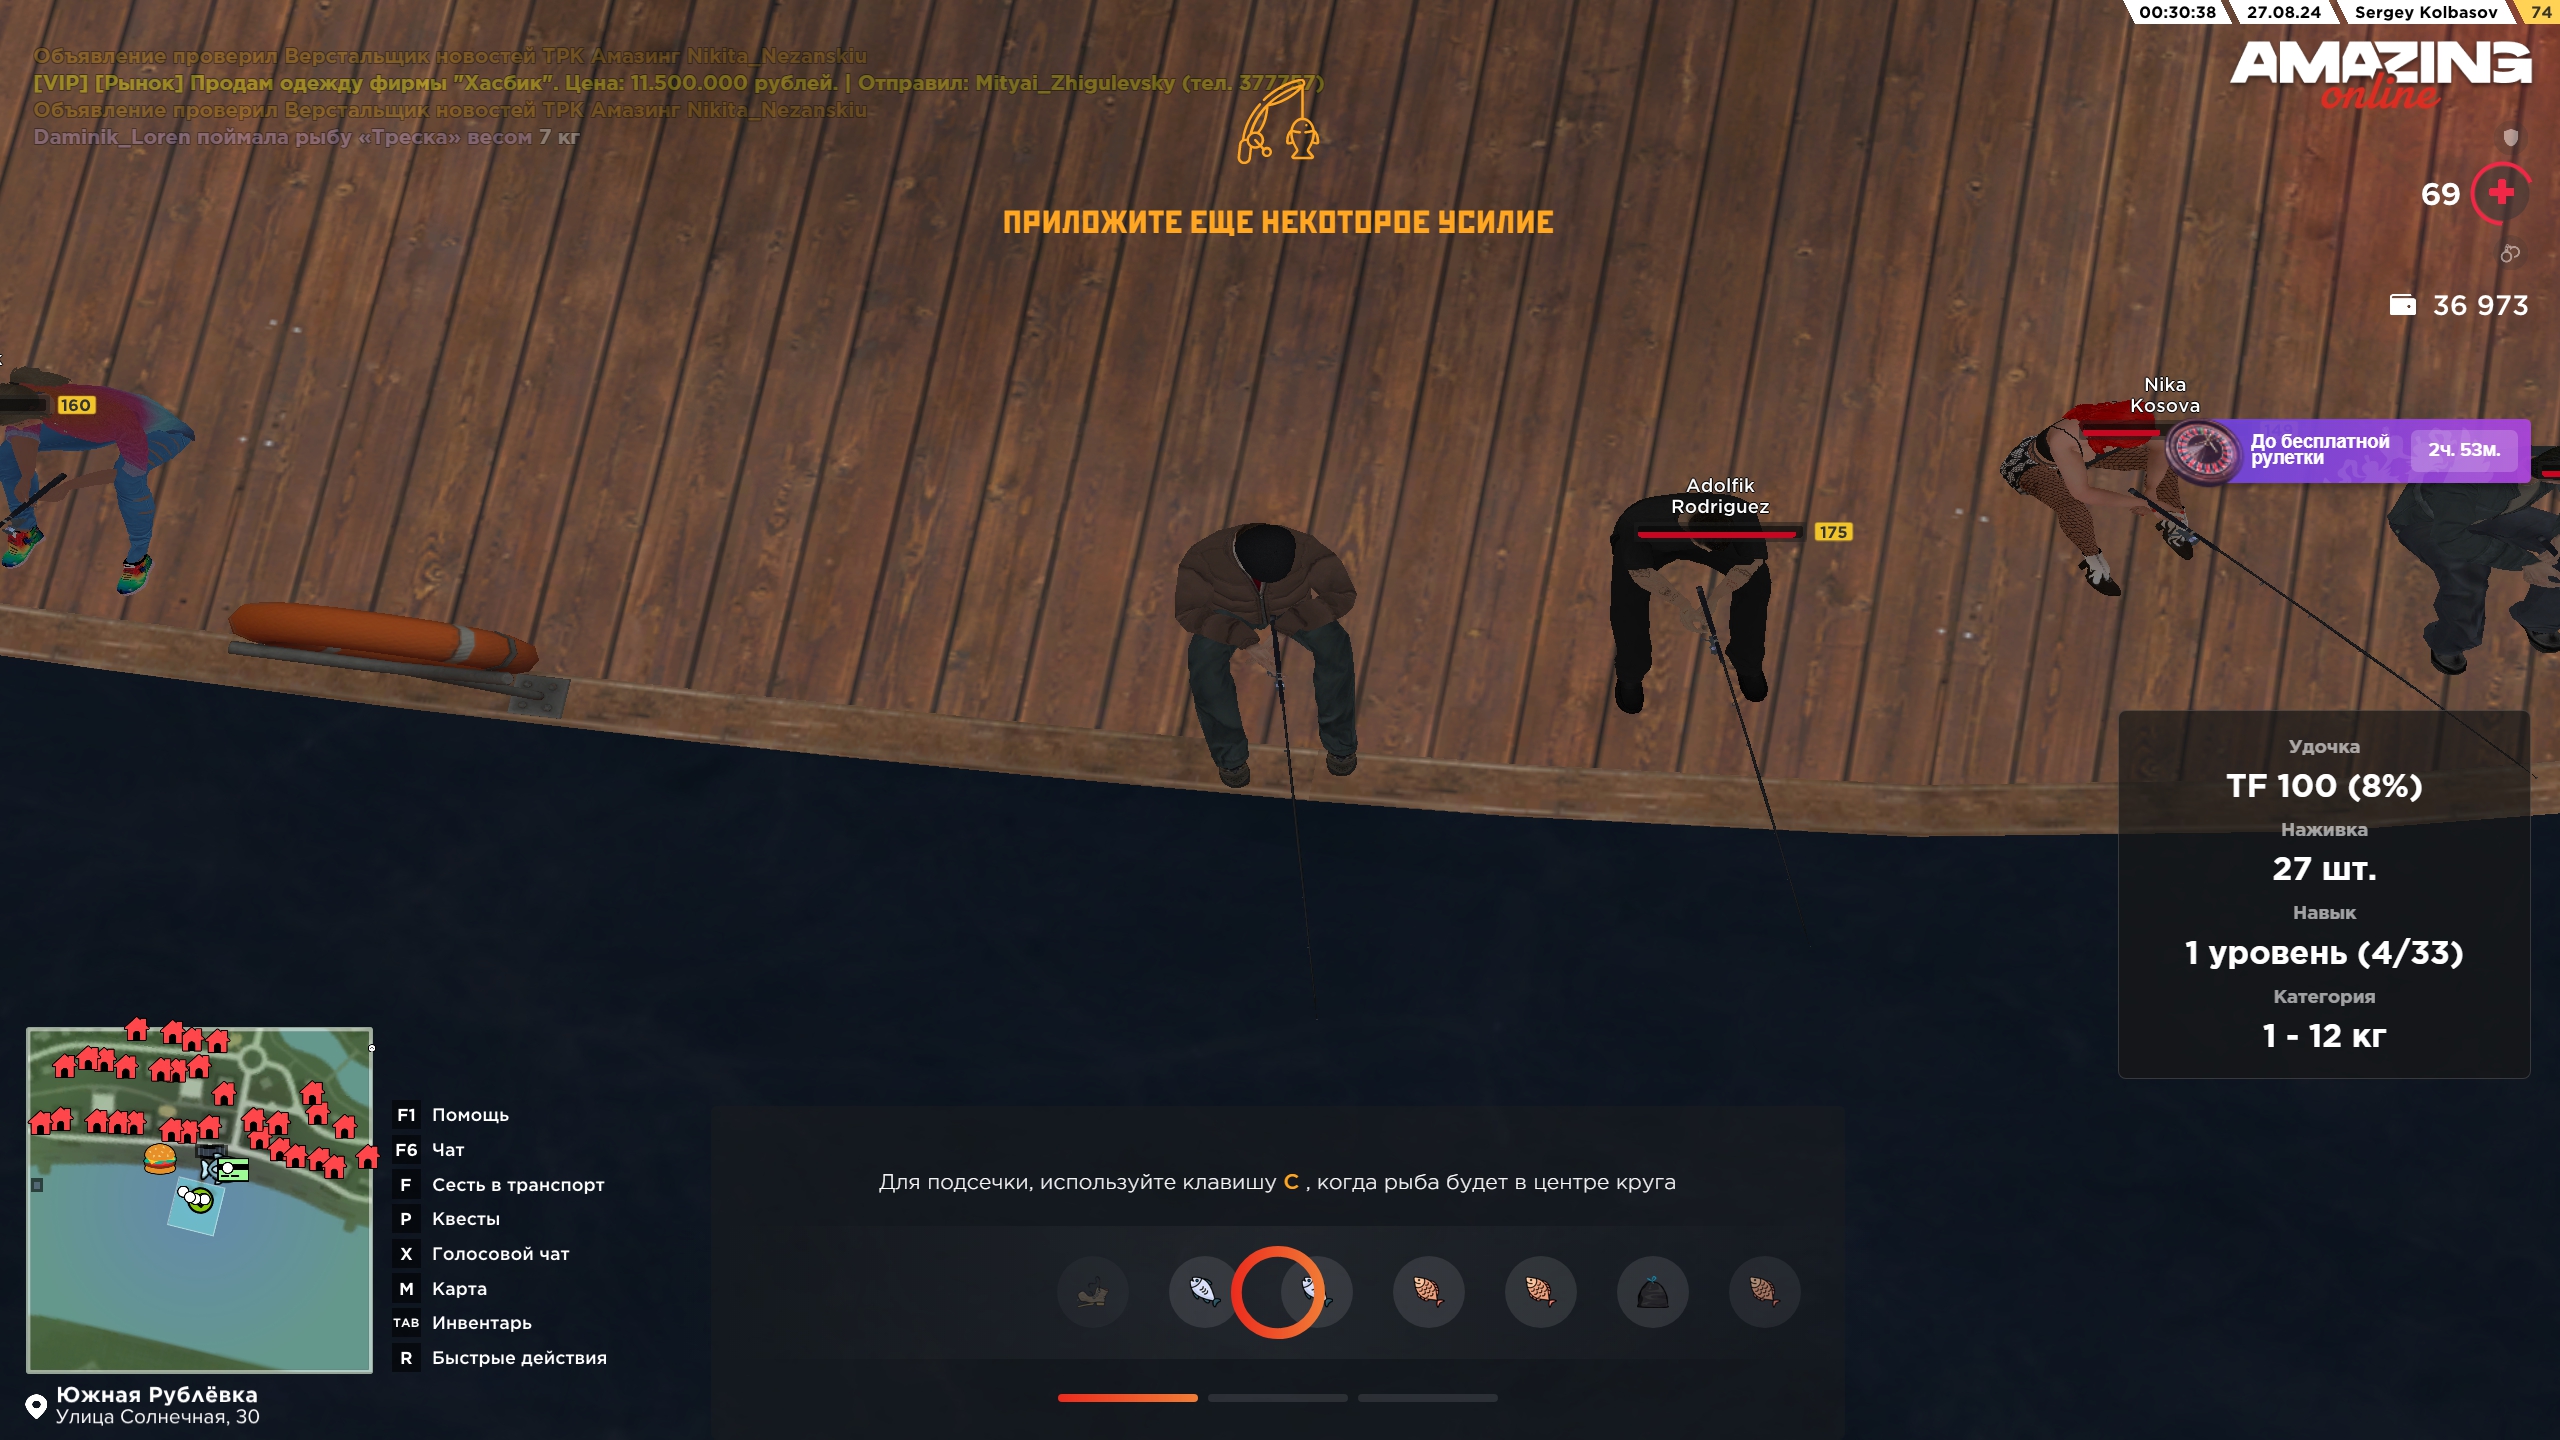 00:30:38
27.08.24
Sergey Kolbasov
74
AMAZING
online
Объявление проверил Верстальщик новостей ТРК Амазинг Nikita_Nezanskiu
[VIP] [Рынок] Продам одежду фирмы "Хасбик". Цена: 11.500.000 рублей. | Отправил: Mityai_Zhigulevsky (тел.
Объявление проверил Верстальщик новостей ТРК Амазинг Nikita_Nezanskiu
Daminik_Loren поймала рыбу «Треска» весом 7 кг
ПРИЛОЖИТЕ ЕЩЕ НЕКОТОРОЕ УСИЛИЕ
69
36 973
160
Nika
Kosova
До бесплатной
рулетки
2ч. 53м.
Adolfik
Rodriguez
175
Удочка
TF 100 (8%)
Наживка
27 шт.
Навык
1 уровень (4/33)
Категория
1 - 12 кг
F1 Помощь
F6 Чат
F Сесть в транспорт
P Квесты
X Голосовой чат
M Карта
TAB Инвентарь
R Быстрые действия
Для подсечки, используйте клавишу C , когда рыба будет в центре круга
Южная Рублёвка
Улица Солнечная, 30